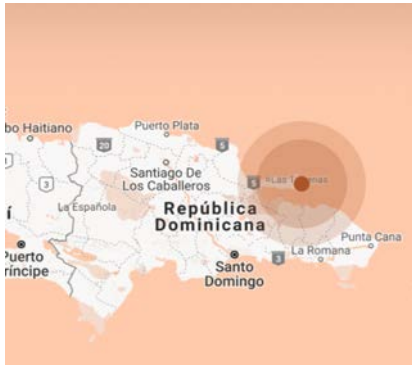 bo Haitiano
Puerto Plata
20
5
Santiago De
Los Caballeros
5
3
La Española
República
Dominicana
í
Puerto
ríncipe
Punta Cana
La Romana
3
Santo
Domingo